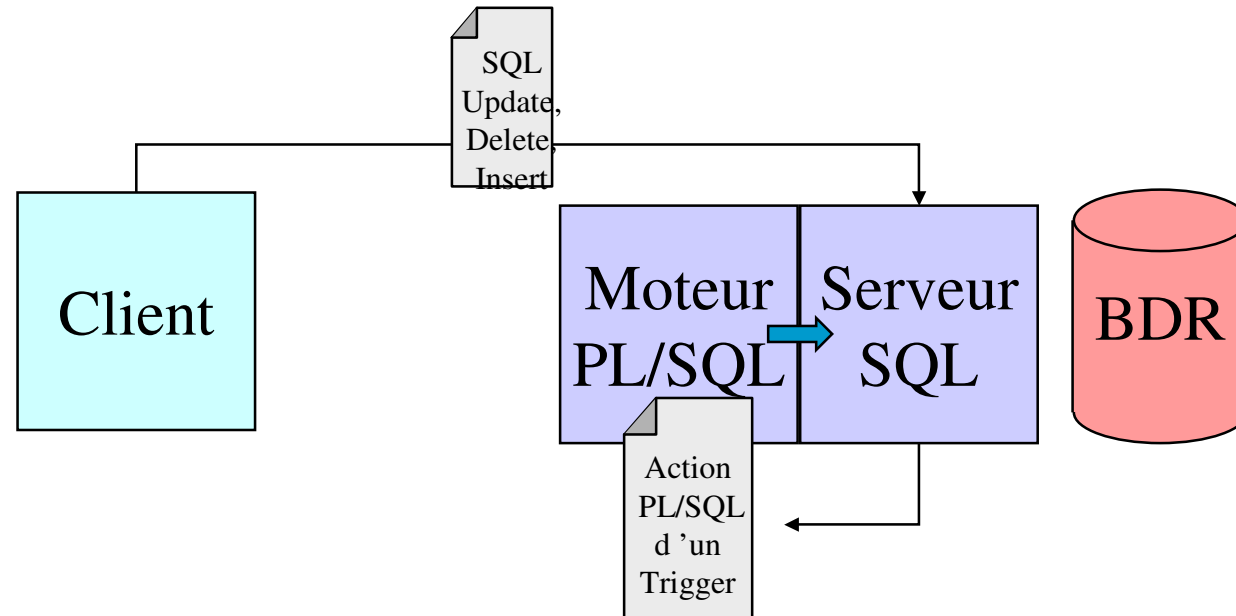 SQL
Update,
Delete,
Insert
Client
Moteur
PL/SQL
Serveur
SQL
BDR
Action
PL/SQL
d ’un
Trigger